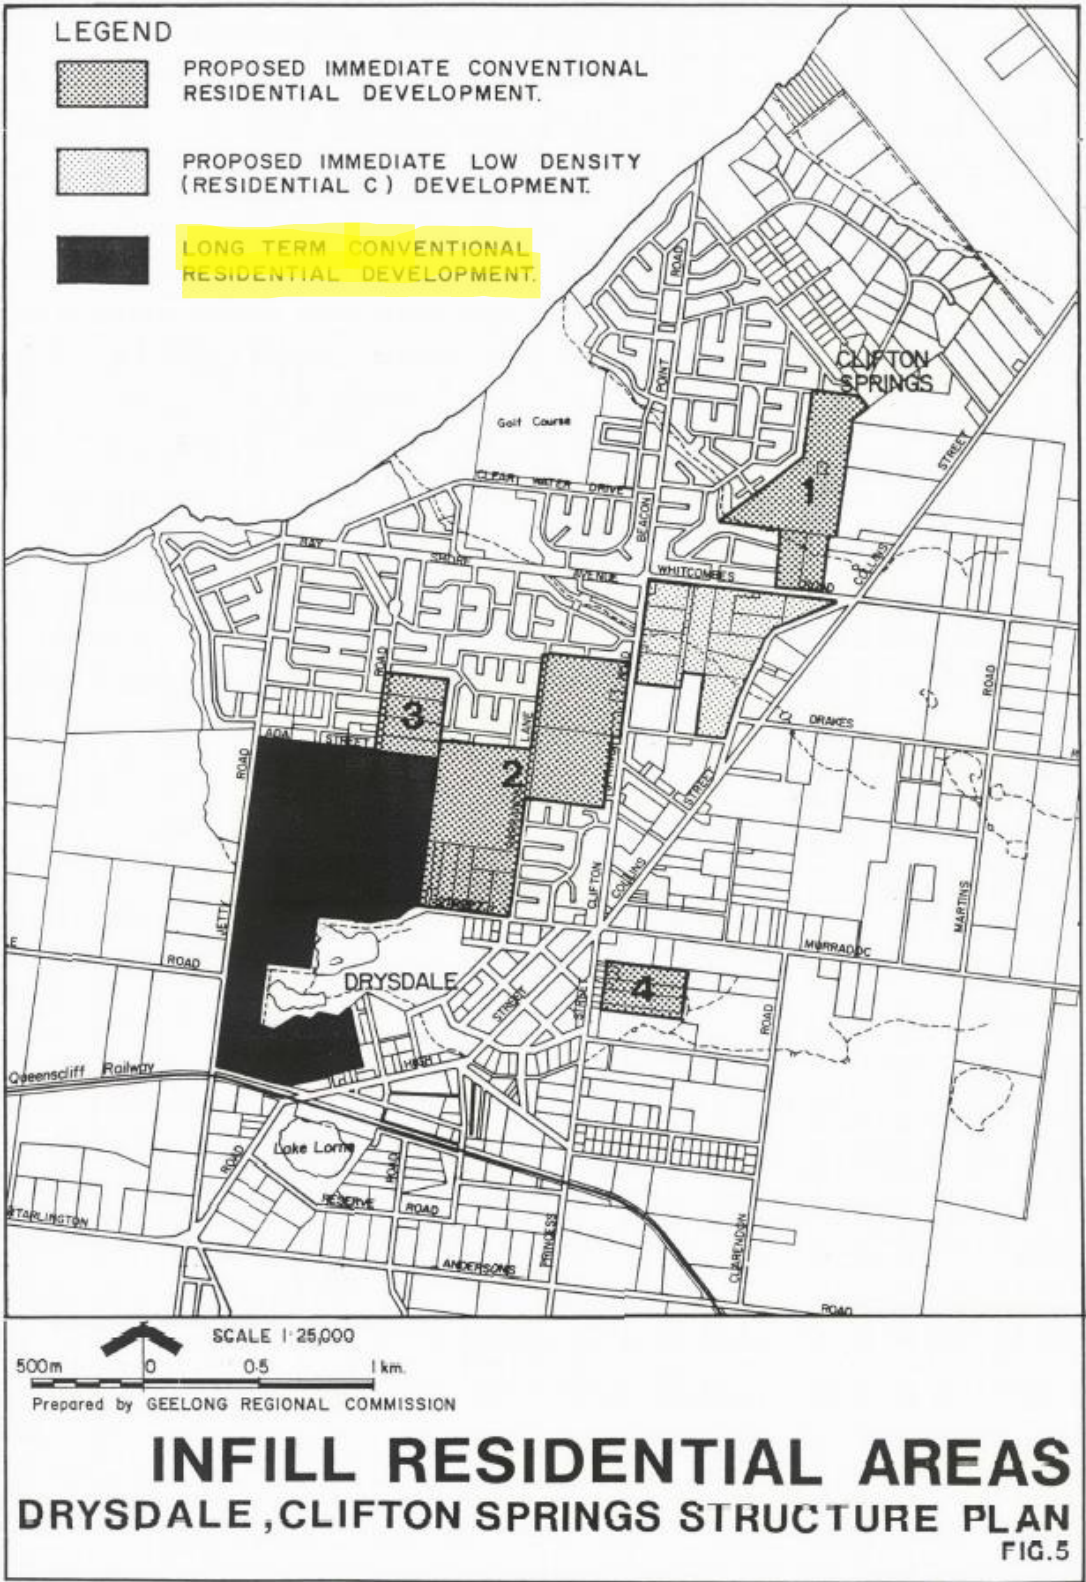 LEGEND
PROPOSED IMMEDIATE CONVENTIONAL
RESIDENTIAL DEVELOPMENT.
PROPOSED IMMEDIATE LOW DENSITY
(RESIDENTIAL C) DEVELOPMENT.
LONG TERM CONVENTIONAL
RESIDENTIAL DEVELOPMENT.
ROAD
CLIFTON
SPRINGS
POINT
Golf Course
STREET
CLEAR WATER DRIVE
1
BEACON
BAY
SHORE
AVENUE
WHITCOMBES
ROAD
COLLINS
ROAD
ROAD
ROAD
3
DRAKES
LANE
ADA STREET
ROAD
2
STREET
CLIFTON
COLLINS
JETTY
MARTINS
MURRADOC
ROAD
DRYSDALE
4
STREET
STREET
ROAD
HIGH
Queenscliff Railway
Lake Lorne
ROAD
ROAD
RESERVE ROAD
PRINCESS
CLARENDON
ANDERSONS
ROAD
SCALE 1:25,000
500m 0 0·5 1 km.
Prepared by GEELONG REGIONAL COMMISSION
INFILL RESIDENTIAL AREAS
DRYSDALE, CLIFTON SPRINGS STRUCTURE PLAN
FIG.5